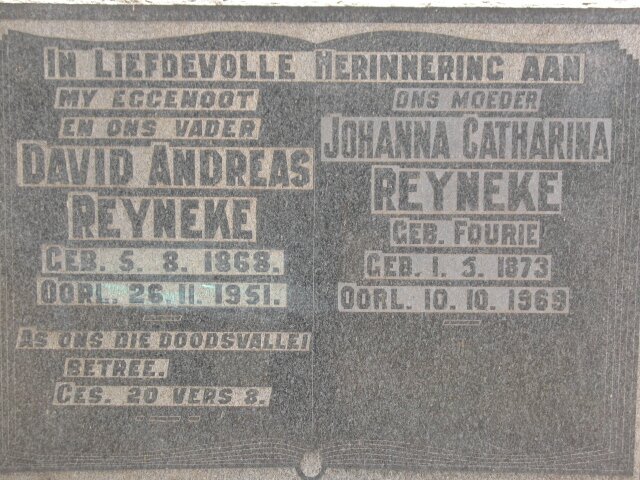 IN LIEFDEVOLLE HERINNERING AAN
MY EGGENOOT
EN ONS VADER
DAVID ANDREAS
REYNEKE
GEB. 5. 8. 1868.
OORL. 26. 11. 1951.
AS ONS DIE DOODSVALLEI
BETREE.
GES. 20 VERS 8.
ONS MOEDER
JOHANNA CATHARINA
REYNEKE
GEB. FOURIE
GEB. 1. 5. 1873
OORL. 10. 10. 1969